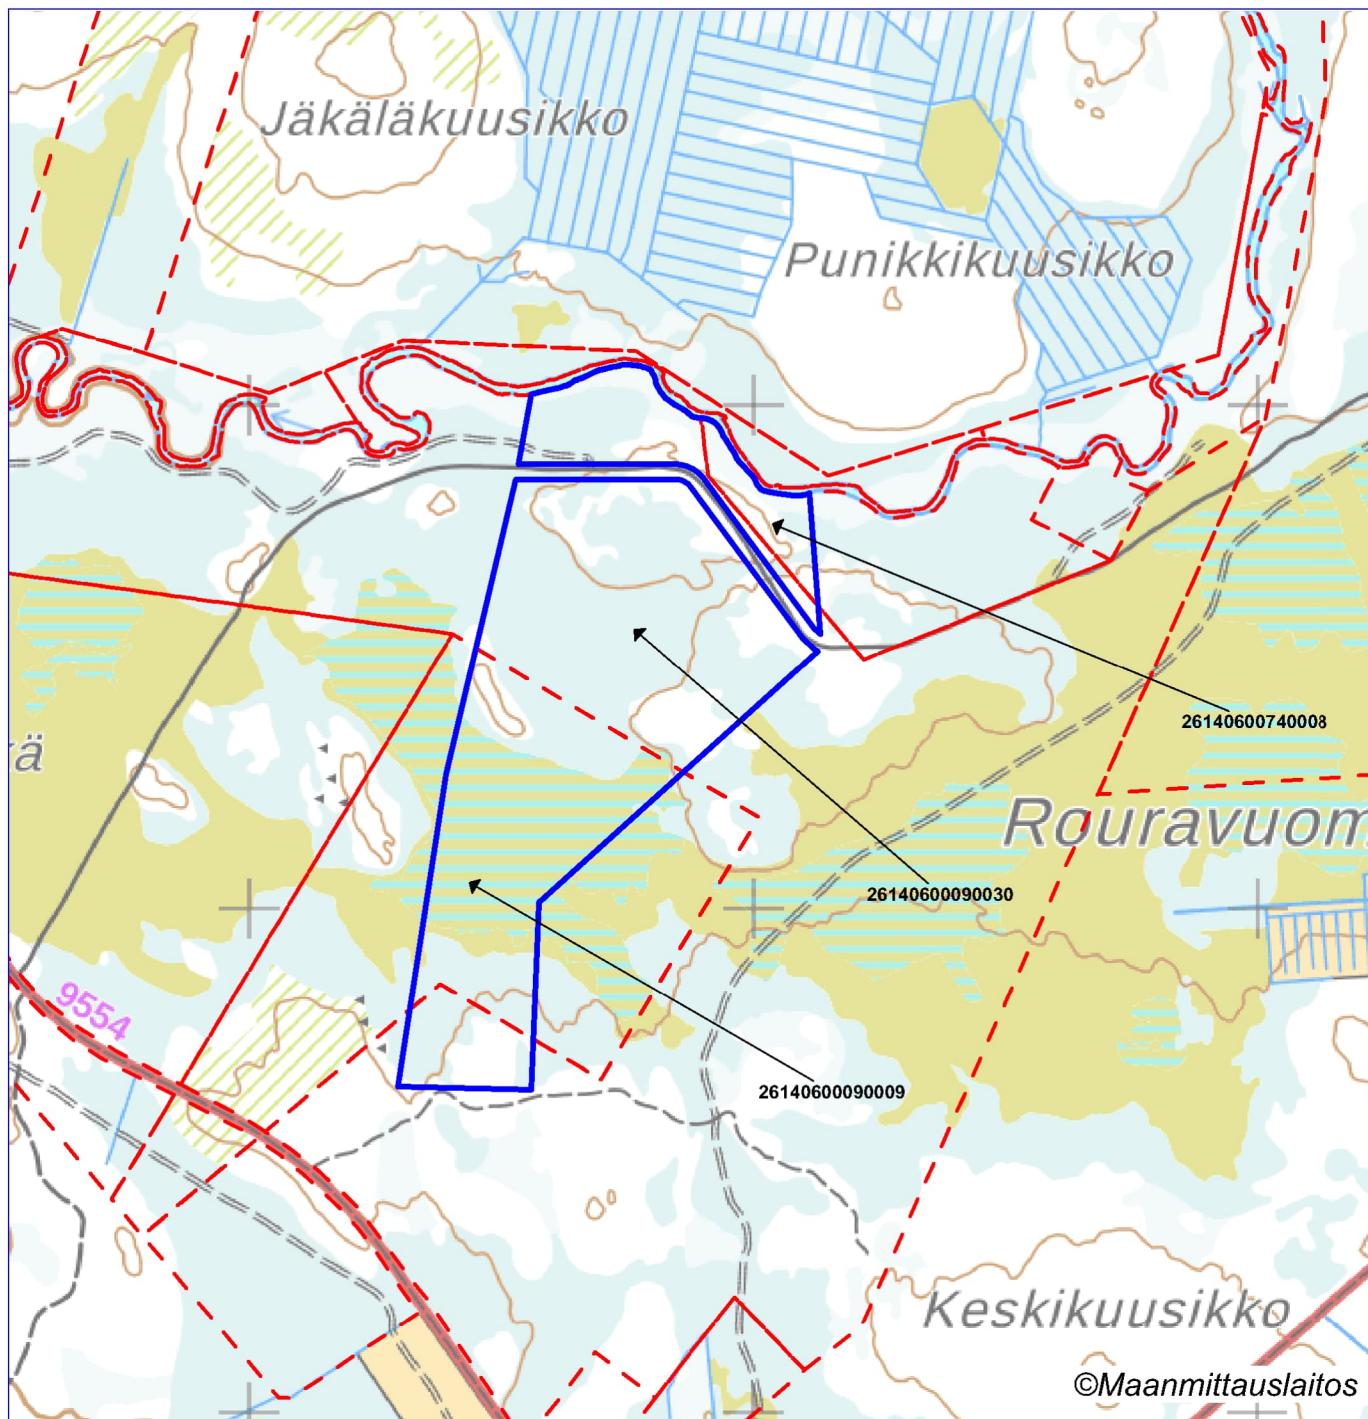 Jäkäläkuusikko
Punikkikuusikko
26140600740008
ä
Rouravuom
26140600090030
9554
26140600090009
Keskikuusikko
©Maanmittauslaitos